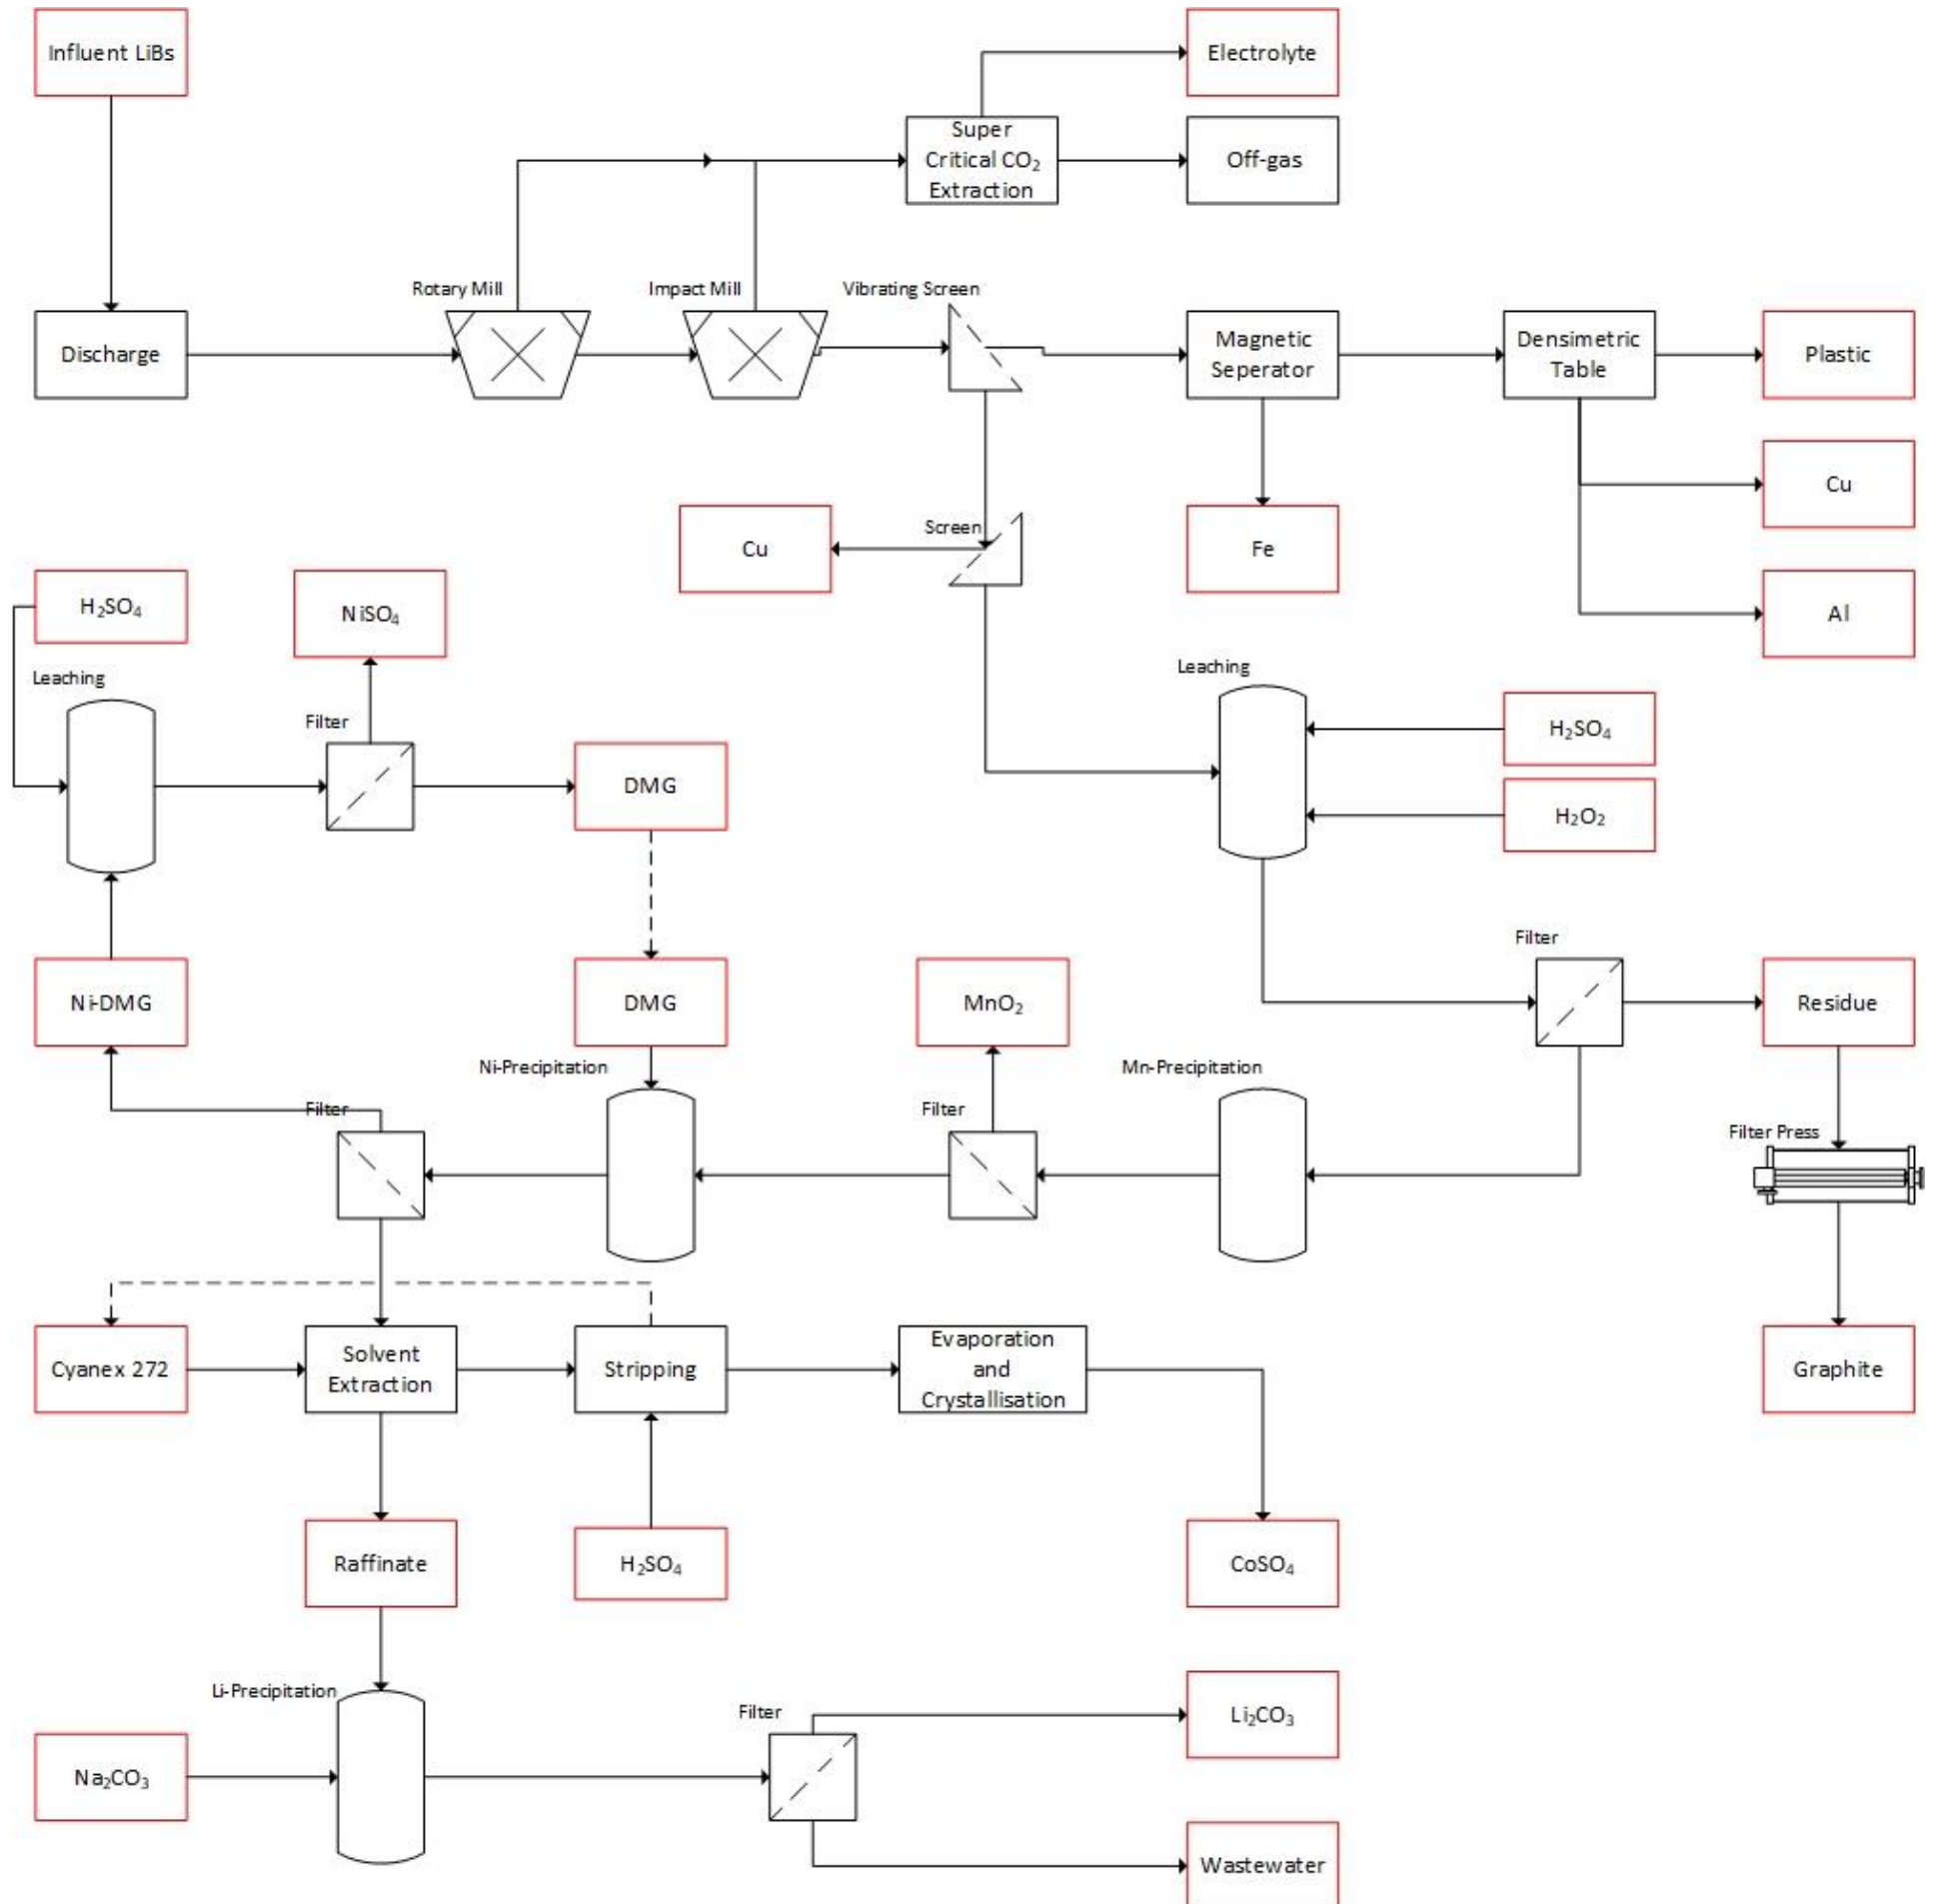 Influent LiBs
Electrolyte
Super
Critical CO₂
Extraction
Off-gas
Rotary Mill
Impact Mill
Vibrating Screen
Discharge
Magnetic
Seperator
Densimetric
Table
Plastic
Cu
Screen
Cu
Fe
H₂SO₄
NiSO₄
Al
Leaching
Leaching
Filter
H₂SO₄
DMG
H₂O₂
Filter
Ni-DMG
DMG
MnO₂
Residue
Ni-Precipitation
Mn-Precipitation
Filter
Filter
Filter Press
Cyanex 272
Solvent
Extraction
Stripping
Evaporation
and
Crystallisation
Graphite
Raffinate
H₂SO₄
CoSO₄
Li-Precipitation
Filter
Li₂CO₃
Na₂CO₃
Wastewater